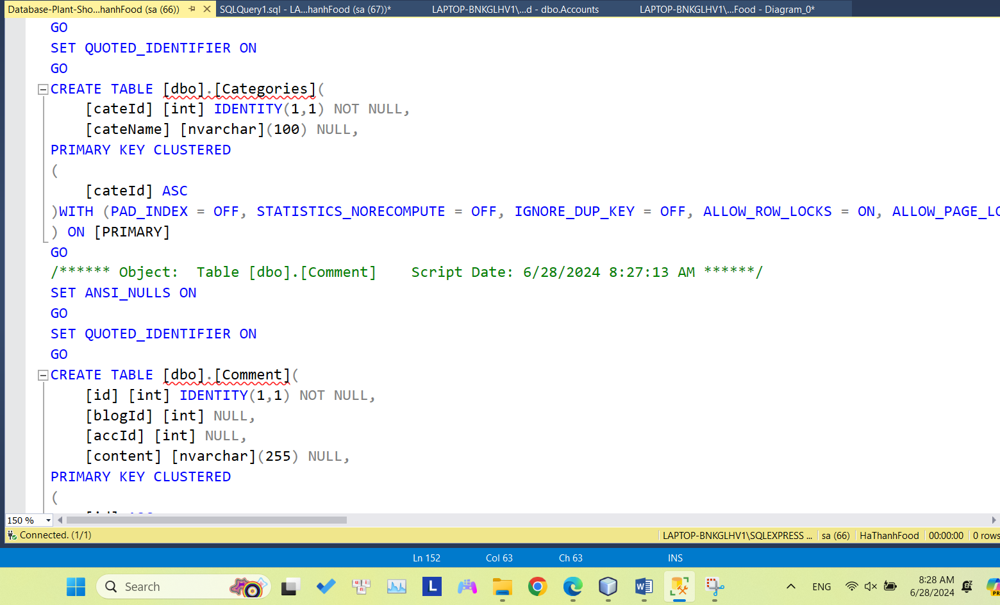 Database-Plant-Sho...hanhFood (sa (66)) SQLQuery1.sql - LA...hanhFood (sa (67))* LAPTOP-BNKGLHV1\...d - dbo.Accounts LAPTOP-BNKGLHV1\...Food - Diagram_0*
GO
SET QUOTED_IDENTIFIER ON
GO
CREATE TABLE [dbo].[Categories](
[cateId] [int] IDENTITY(1,1) NOT NULL,
[cateName] [nvarchar](100) NULL,
PRIMARY KEY CLUSTERED
(
[cateId] ASC
)WITH (PAD_INDEX = OFF, STATISTICS_NORECOMPUTE = OFF, IGNORE_DUP_KEY = OFF, ALLOW_ROW_LOCKS = ON, ALLOW_PAGE_LO
) ON [PRIMARY]
GO
/****** Object:  Table [dbo].[Comment]    Script Date: 6/28/2024 8:27:13 AM ******/
SET ANSI_NULLS ON
GO
SET QUOTED_IDENTIFIER ON
GO
CREATE TABLE [dbo].[Comment](
[id] [int] IDENTITY(1,1) NOT NULL,
[blogId] [int] NULL,
[accId] [int] NULL,
[content] [nvarchar](255) NULL,
PRIMARY KEY CLUSTERED
(
150 %
Connected. (1/1) LAPTOP-BNKGLHV1\SQLEXPRESS ... sa (66) HaThanhFood 00:00:00 0 rows
Ln 152 Col 63 Ch 63 INS
Search L ENG 8:28 AM
6/28/2024